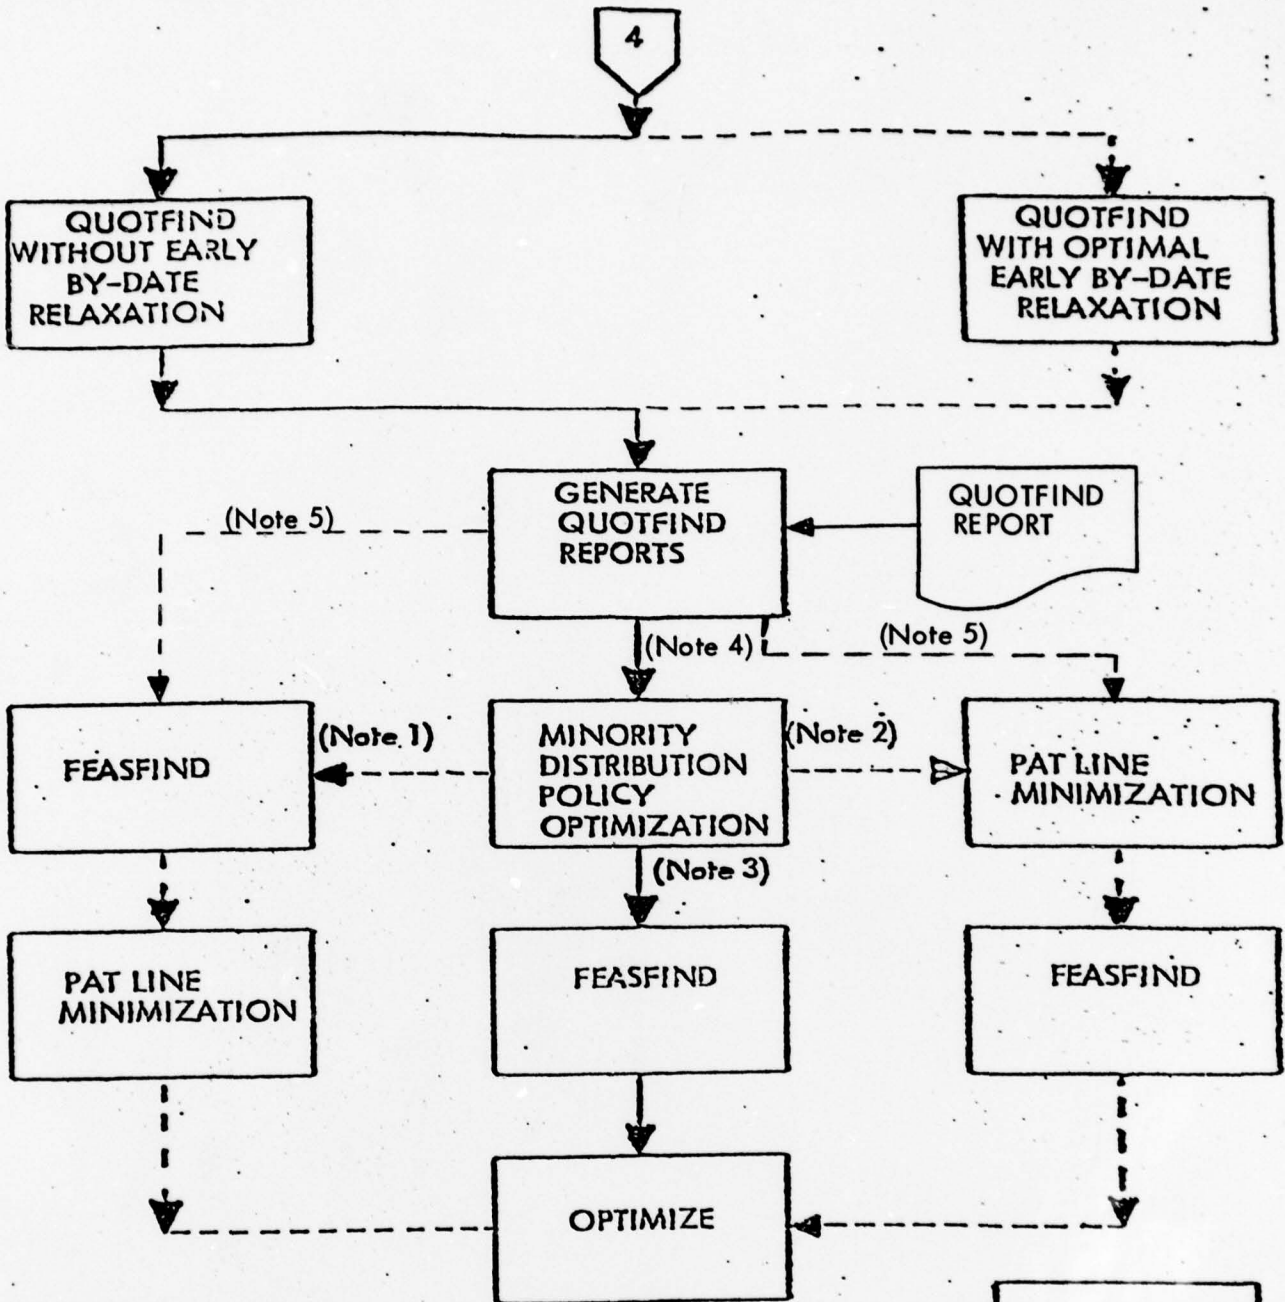 4
QUOTFIND
WITHOUT EARLY
BY-DATE
RELAXATION
QUOTFIND
WITH OPTIMAL
EARLY BY-DATE
RELAXATION
GENERATE
QUOTFIND
REPORTS
QUOTFIND
REPORT
(Note 5)
(Note 4)
(Note 5)
FEASFIND
(Note 1)
MINORITY
DISTRIBUTION
POLICY
OPTIMIZATION
(Note 2)
PAT LINE
MINIMIZATION
(Note 3)
PAT LINE
MINIMIZATION
FEASFIND
FEASFIND
OPTIMIZE